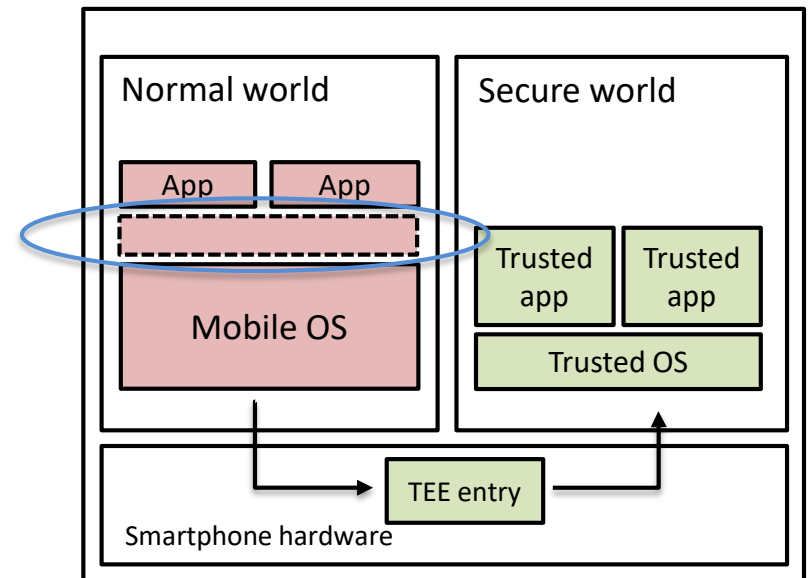 Normal world
App
App
Mobile OS
Secure world
Trusted
app
Trusted
app
Trusted OS
TEE entry
Smartphone hardware